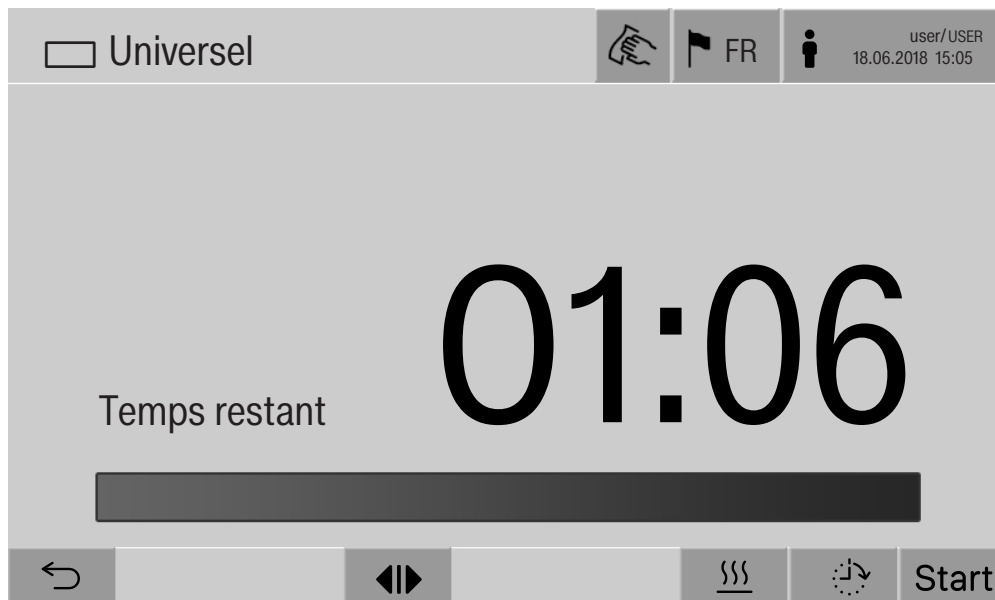 Universel
FR
user/USER
18.06.2018 15:05
01:06
Temps restant
Start